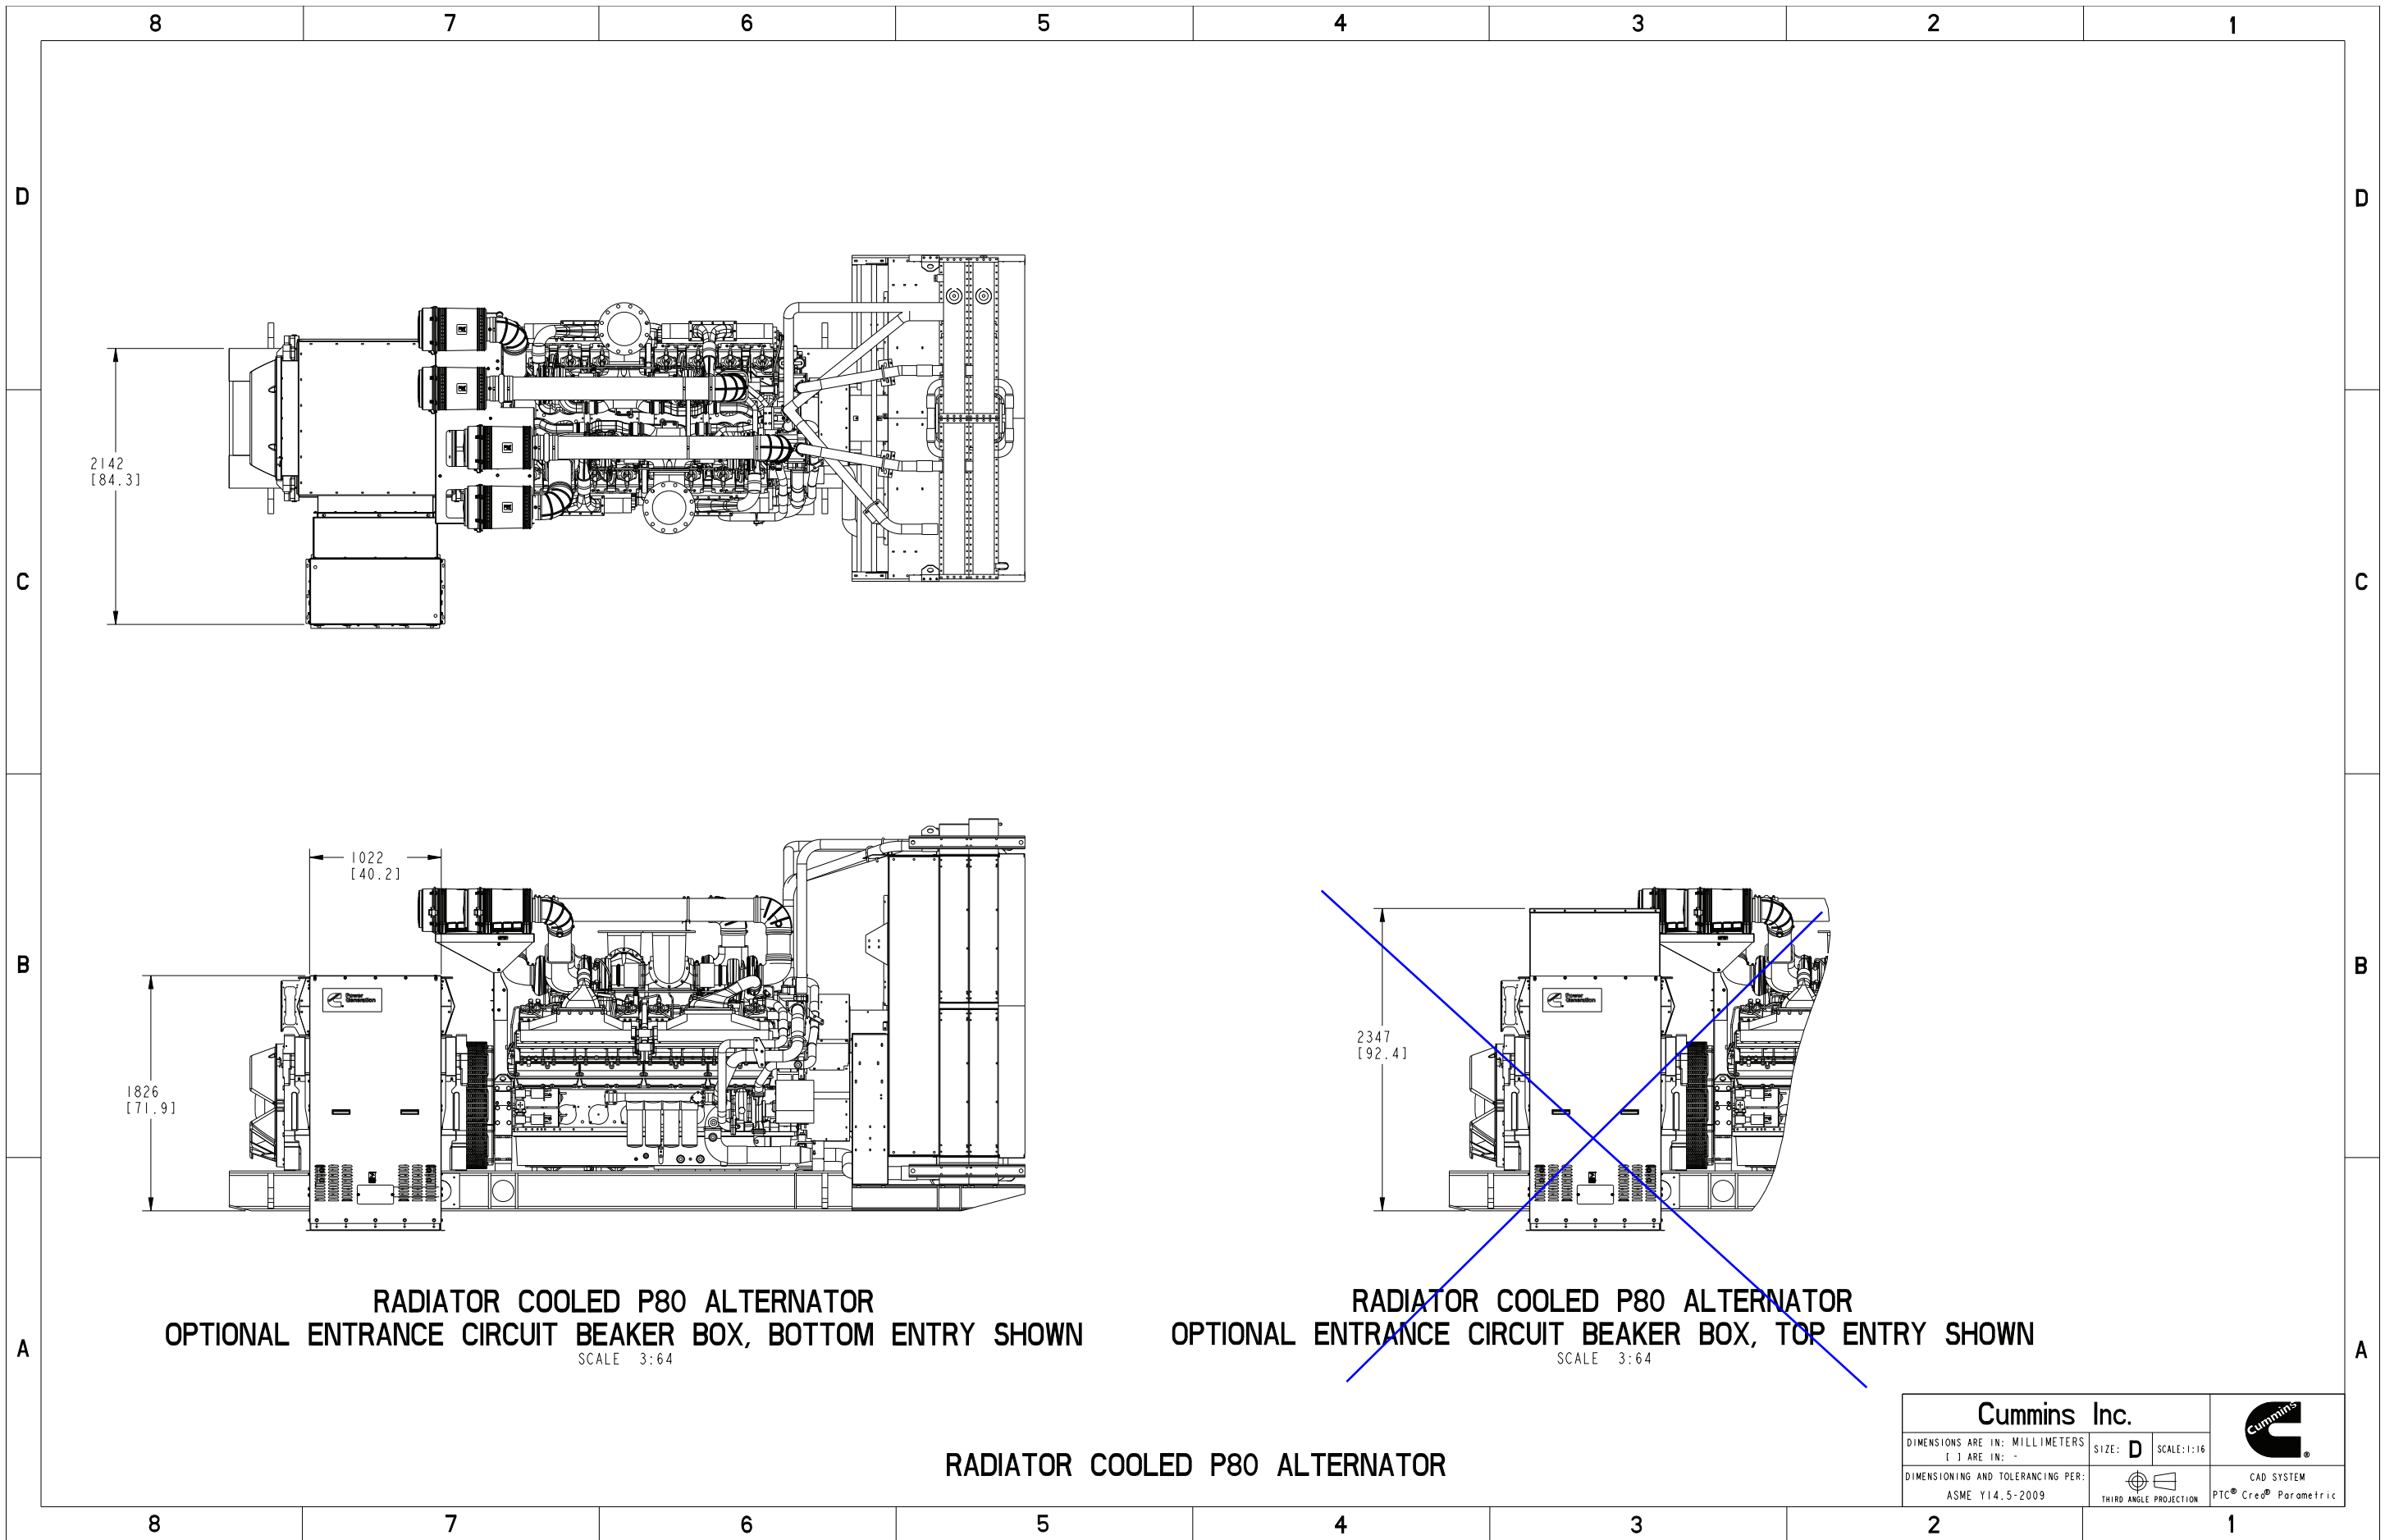 8 7 6 5 4 3 2 1
D D
2142
[84.3]
C C
1022
[40.2]
B B
Power
Generation
Power
Generation
1826
[71.9]
2347
[92.4]
RADIATOR COOLED P80 ALTERNATOR
OPTIONAL ENTRANCE CIRCUIT BEAKER BOX, BOTTOM ENTRY SHOWN
SCALE 3:64
RADIATOR COOLED P80 ALTERNATOR
OPTIONAL ENTRANCE CIRCUIT BEAKER BOX, TOP ENTRY SHOWN
SCALE 3:64
A A
RADIATOR COOLED P80 ALTERNATOR
Cummins Inc.
DIMENSIONS ARE IN: MILLIMETERS
[ ] ARE IN: -
SIZE: D
SCALE:1:16
Cummins
®
DIMENSIONING AND TOLERANCING PER:
ASME Y14.5-2009
THIRD ANGLE PROJECTION
CAD SYSTEM
PTC® Creo® Parametric
8 7 6 5 4 3 2 1